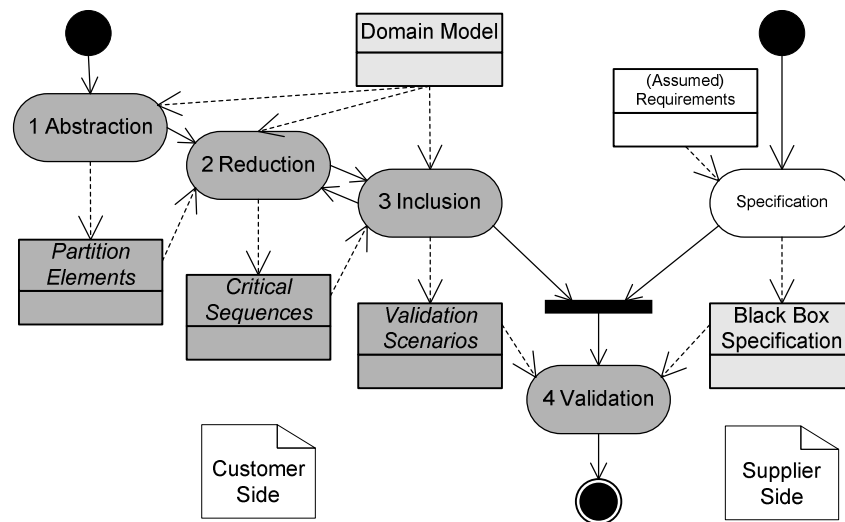 Domain Model
(Assumed)
Requirements
1 Abstraction
2 Reduction
3 Inclusion
Specification
Partition
Elements
Critical
Sequences
Validation
Scenarios
Black Box
Specification
4 Validation
Customer
Side
Supplier
Side